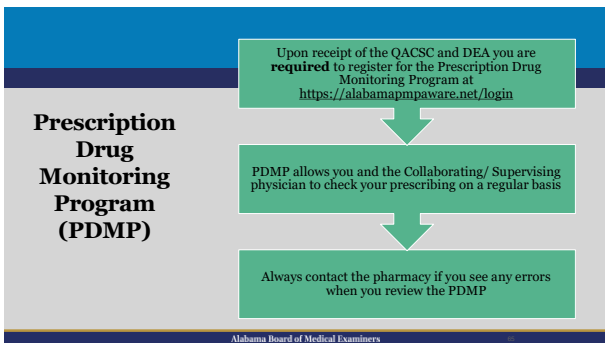 Prescription
Drug
Monitoring
Program
(PDMP)
Upon receipt of the QACSC and DEA you are
required to register for the Prescription Drug
Monitoring Program at
https://alabamapmpaware.net/login
PDMP allows you and the Collaborating/ Supervising
physician to check your prescribing on a regular basis
Always contact the pharmacy if you see any errors
when you review the PDMP
Alabama Board of Medical Examiners